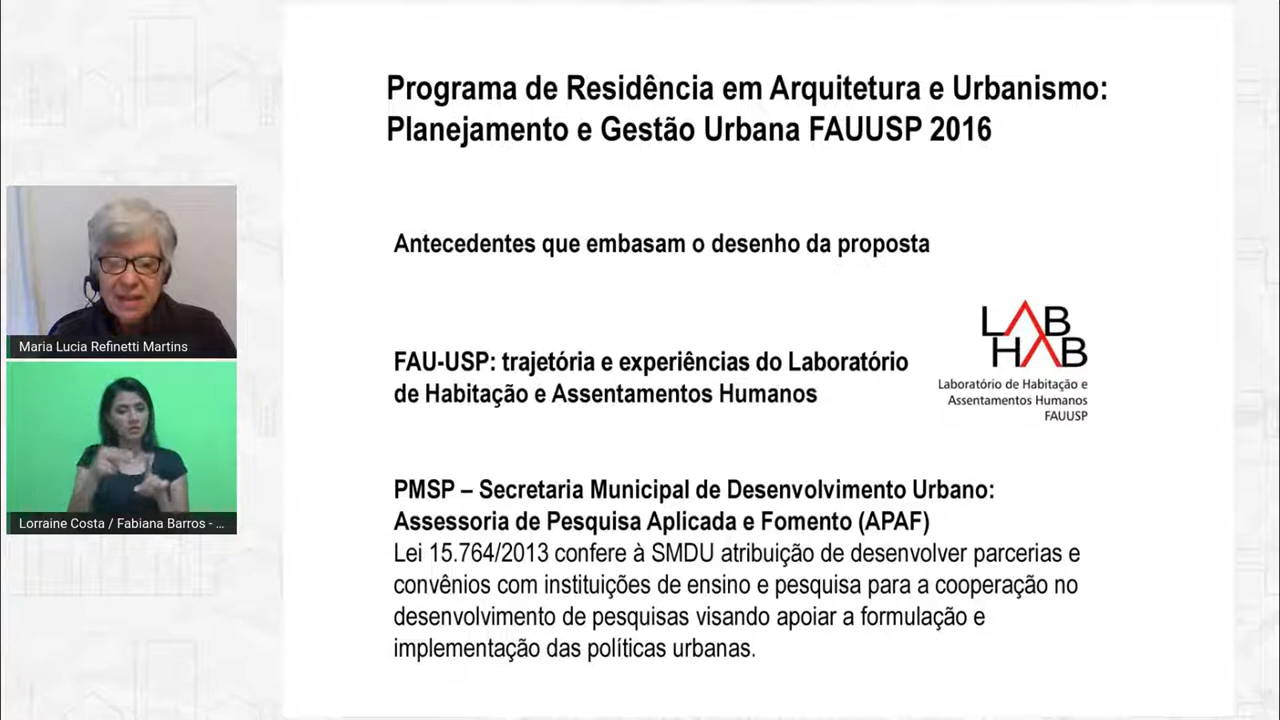 Programa de Residência em Arquitetura e Urbanismo:
Planejamento e Gestão Urbana FAUUSP 2016
Antecedentes que embasam o desenho da proposta
FAU-USP: trajetória e experiências do Laboratório
de Habitação e Assentamentos Humanos
LAB
HAB
Laboratório de Habitação e
Assentamentos Humanos
FAUUSP
PMSP – Secretaria Municipal de Desenvolvimento Urbano:
Assessoria de Pesquisa Aplicada e Fomento (APAF)
Lei 15.764/2013 confere à SMDU atribuição de desenvolver parcerias e
convênios com instituições de ensino e pesquisa para a cooperação no
desenvolvimento de pesquisas visando apoiar a formulação e
implementação das políticas urbanas.
Maria Lucia Refinetti Martins
Lorraine Costa / Fabiana Barros - ...